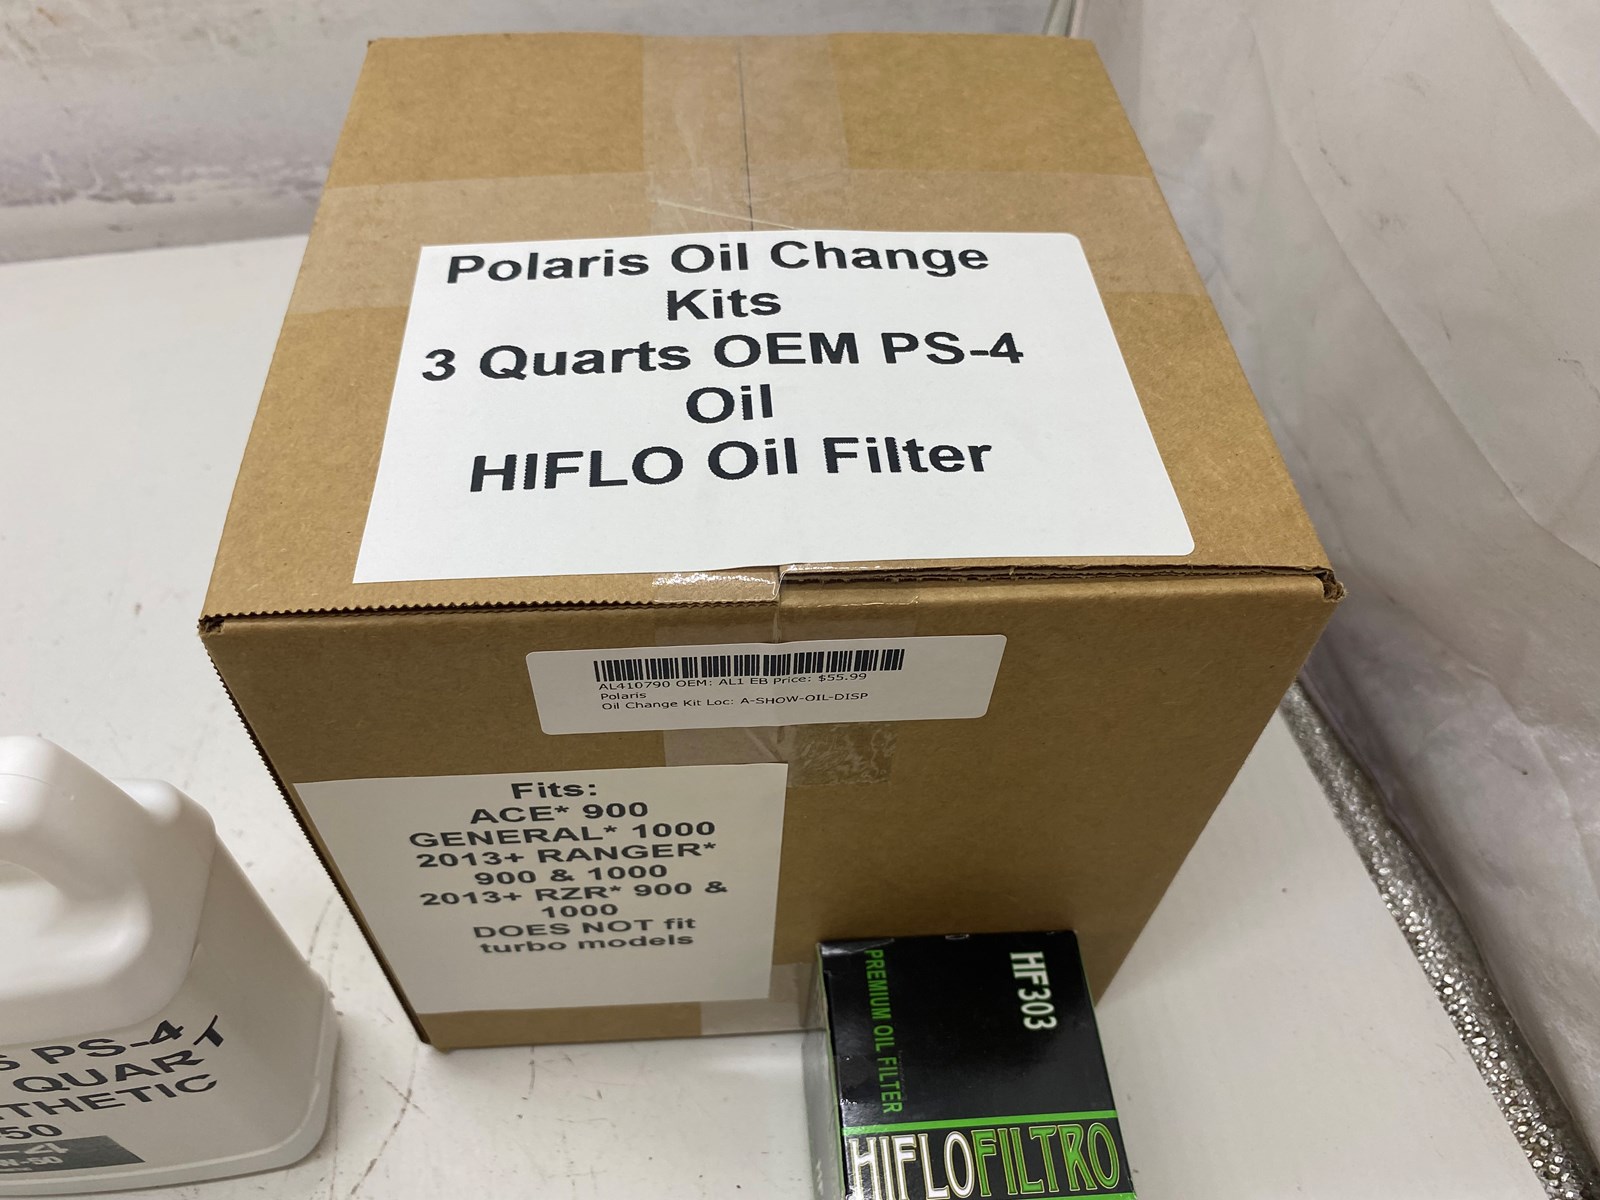 Polaris Oil Change
Kits
3 Quarts OEM PS-4
Oil
HIFLO Oil Filter
AL410790 OEM: AL1 EB Price: $55.99
Polaris
Oil Change Kit Loc: A-SHOW-OIL-DISP
Fits:
ACE* 900
GENERAL* 1000
2013+ RANGER*
900 & 1000
2013+ RZR* 900 &
1000
DOES NOT fit
turbo models
HF303
PREMIUM OIL FILTER
HIFLOFILTRO
PS-4
QUART
50